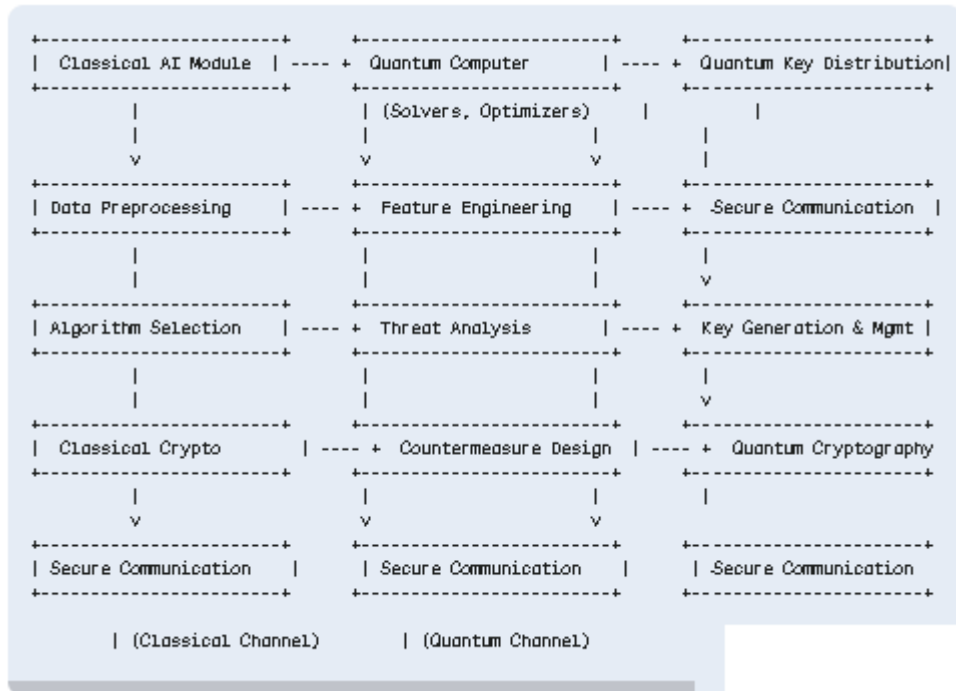 +------------------------+ +-------------------------+ +-----------------------+
| Classical AI Module | ---- + Quantum Computer | ---- + Quantum Key Distribution|
+------------------------+ +-------------------------+ +-----------------------+
| | (Solvers, Optimizers) | |
| | | |
v v v |
+------------------------+ +-------------------------+ +-----------------------+
| Data Preprocessing | ---- + Feature Engineering | ---- + Secure Communication |
+------------------------+ +-------------------------+ +-----------------------+
| | | |
| | | v
+------------------------+ +-------------------------+ +-----------------------+
| Algorithm Selection | ---- + Threat Analysis | ---- + Key Generation & Mgmt |
+------------------------+ +-------------------------+ +-----------------------+
| | | |
| | | v
+------------------------+ +-------------------------+ +-----------------------+
| Classical Crypto | ---- + Countermeasure Design | ---- + Quantum Cryptography
+------------------------+ +-------------------------+ +-----------------------+
| | | |
v v v
+------------------------+ +-------------------------+ +-----------------------+
| Secure Communication | | Secure Communication | | Secure Communication
+------------------------+ +-------------------------+ +-----------------------+
| (Classical Channel) | (Quantum Channel)